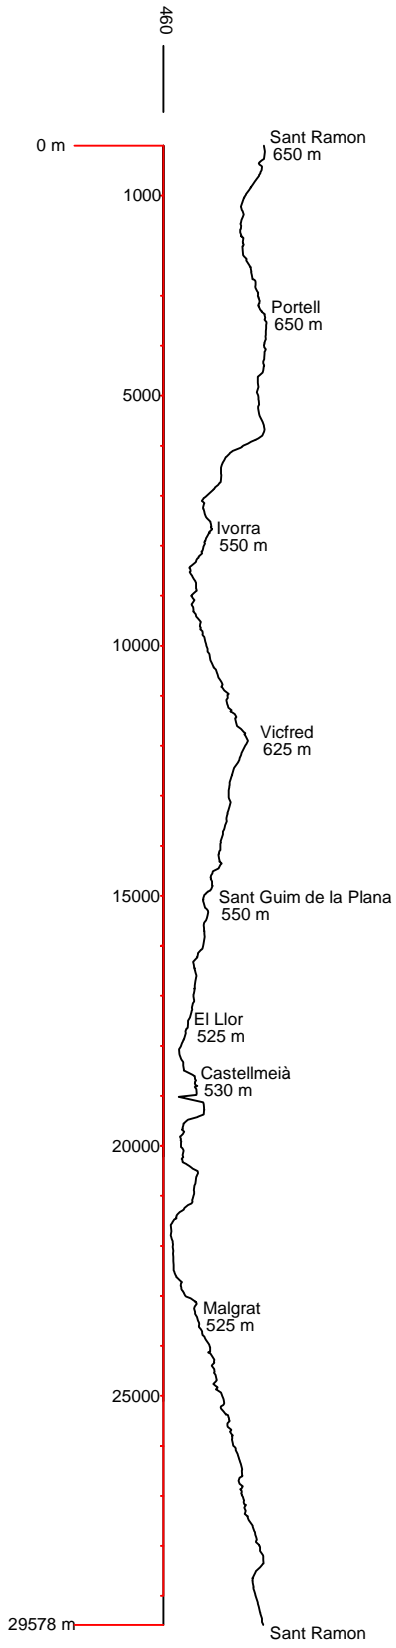 460
Sant Ramon
0 m
650 m
1000
Portell
650 m
5000
Ivorra
550 m
10000
Vicfred
625 m
15000
Sant Guim de la Plana
550 m
El Llor
525 m
Castellmeià
530 m
20000
Malgrat
525 m
25000
29578 m
Sant Ramon